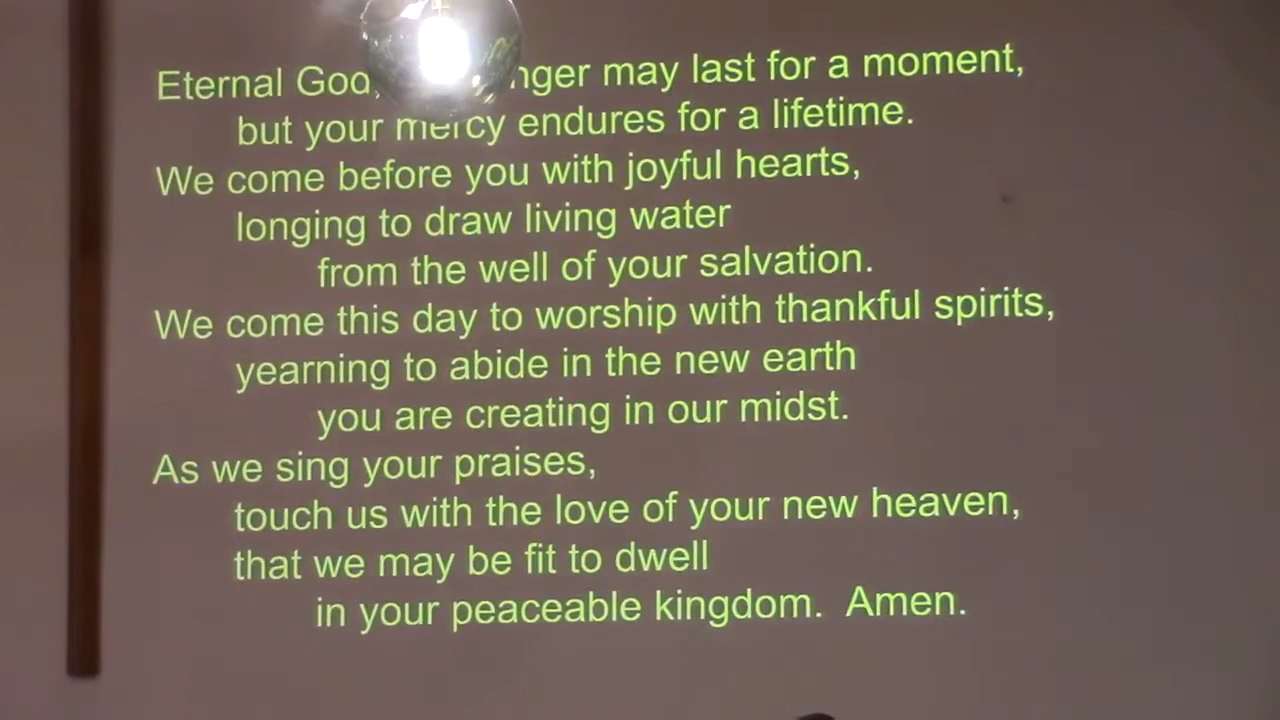 Eternal God, may last for a moment,
but your mercy endures for a lifetime.
We come before you with joyful hearts,
longing to draw living water
from the well of your salvation.
We come this day to worship with thankful spirits,
yearning to abide in the new earth
you are creating in our midst.
As we sing your praises,
touch us with the love of your new heaven,
that we may be fit to dwell
in your peaceable kingdom. Amen.